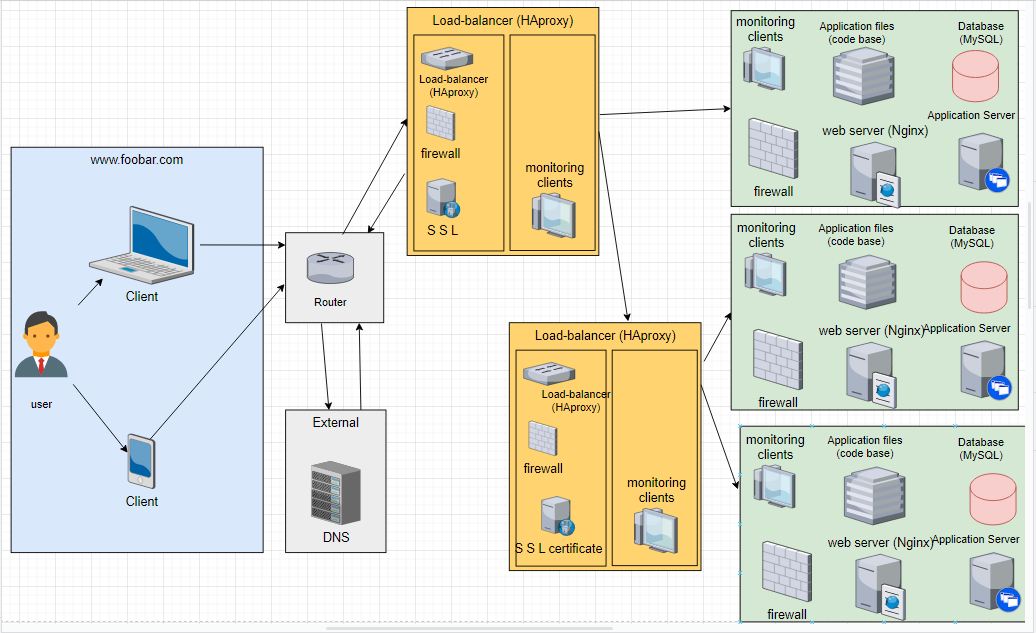 www.foobar.com
Client
user
Client
Router
External
DNS
Load-balancer (HAproxy)
Load-balancer
(HAproxy)
firewall
S S L
monitoring
clients
Load-balancer (HAproxy)
Load-balancer
(HAproxy)
firewall
S S L certificate
monitoring
clients
monitoring
clients
Application files
(code base)
Database
(MySQL)
Application Server
web server (Nginx)
firewall
monitoring
clients
Application files
(code base)
Database
(MySQL)
web server (Nginx)
Application Server
firewall
monitoring
clients
Application files
(code base)
Database
(MySQL)
web server (Nginx)
Application Server
firewall